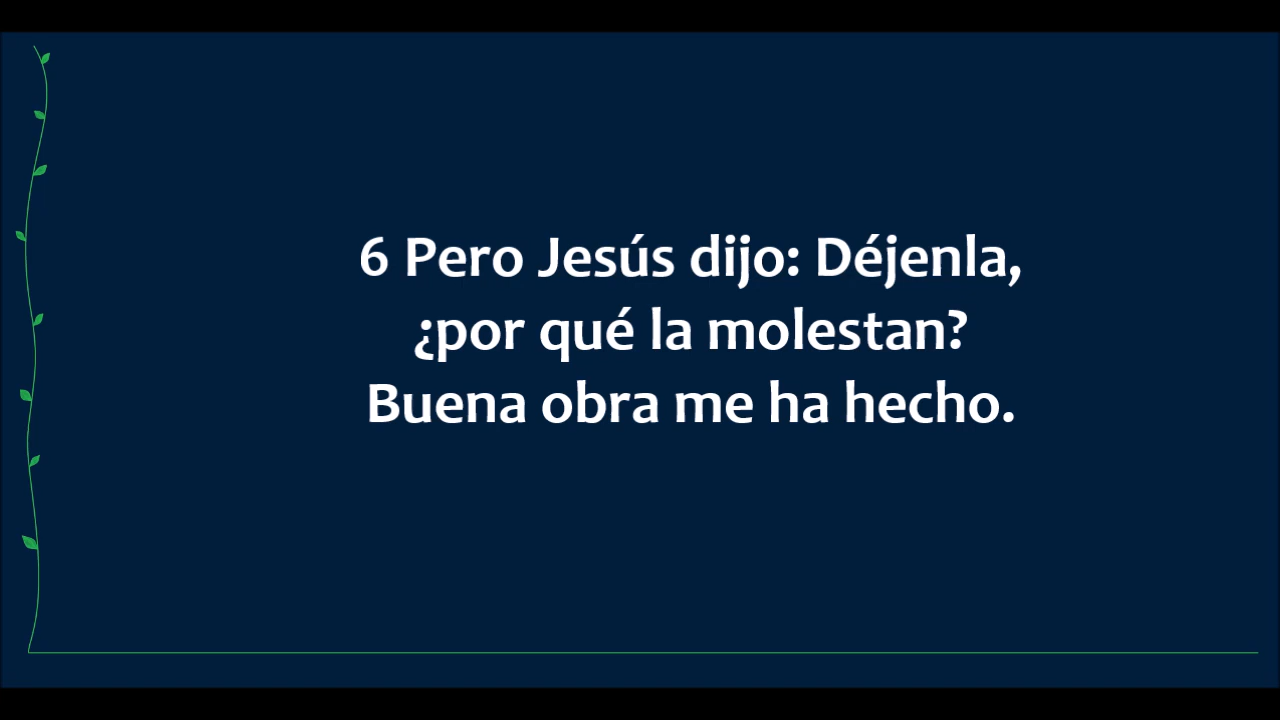 6 Pero Jesús dijo: Déjenla,
¿por qué la molestan?
Buena obra me ha hecho.